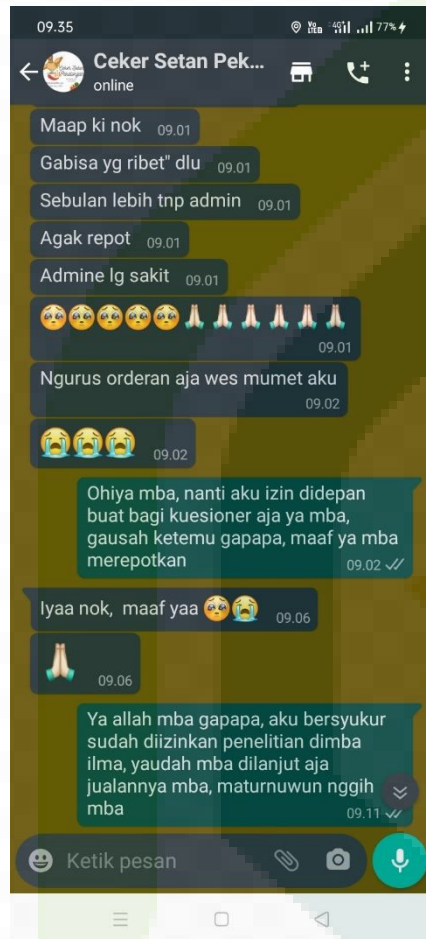 09.35
77%
Ceker Setan Pek...
online
Maap ki nok 09.01
Gabisa yg ribet" dlu 09.01
Sebulan lebih tnp admin 09.01
Agak repot 09.01
Admine lg sakit 09.01
🥺🥺🥺🥺🥺🙏🏻🙏🏻🙏🏻🙏🏻🙏🏻🙏🏻
09.01
Ngurus orderan aja wes mumet aku
09.02
😭😭😭 09.02
Ohiya mba, nanti aku izin didepan
buat bagi kuesioner aja ya mba,
gausah ketemu gapapa, maaf ya mba
merepotkan 09.02
Iyaa nok, maaf yaa 🥺😭 09.06
🙏🏻 09.06
Ya allah mba gapapa, aku bersyukur
sudah diizinkan penelitian dimba
ilma, yaudah mba dilanjut aja
jualannya mba, maturnuwun nggih
mba 09.11
Ketik pesan